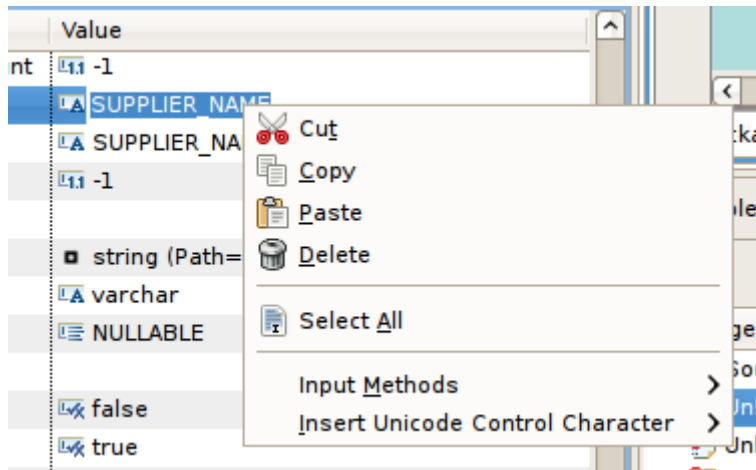 Value
nt -1
SUPPLIER_NAME
SUPPLIER_NA
-1
string (Path=
varchar
NULLABLE
false
true
Cut
Copy
Paste
Delete
Select All
Input Methods
Insert Unicode Control Character